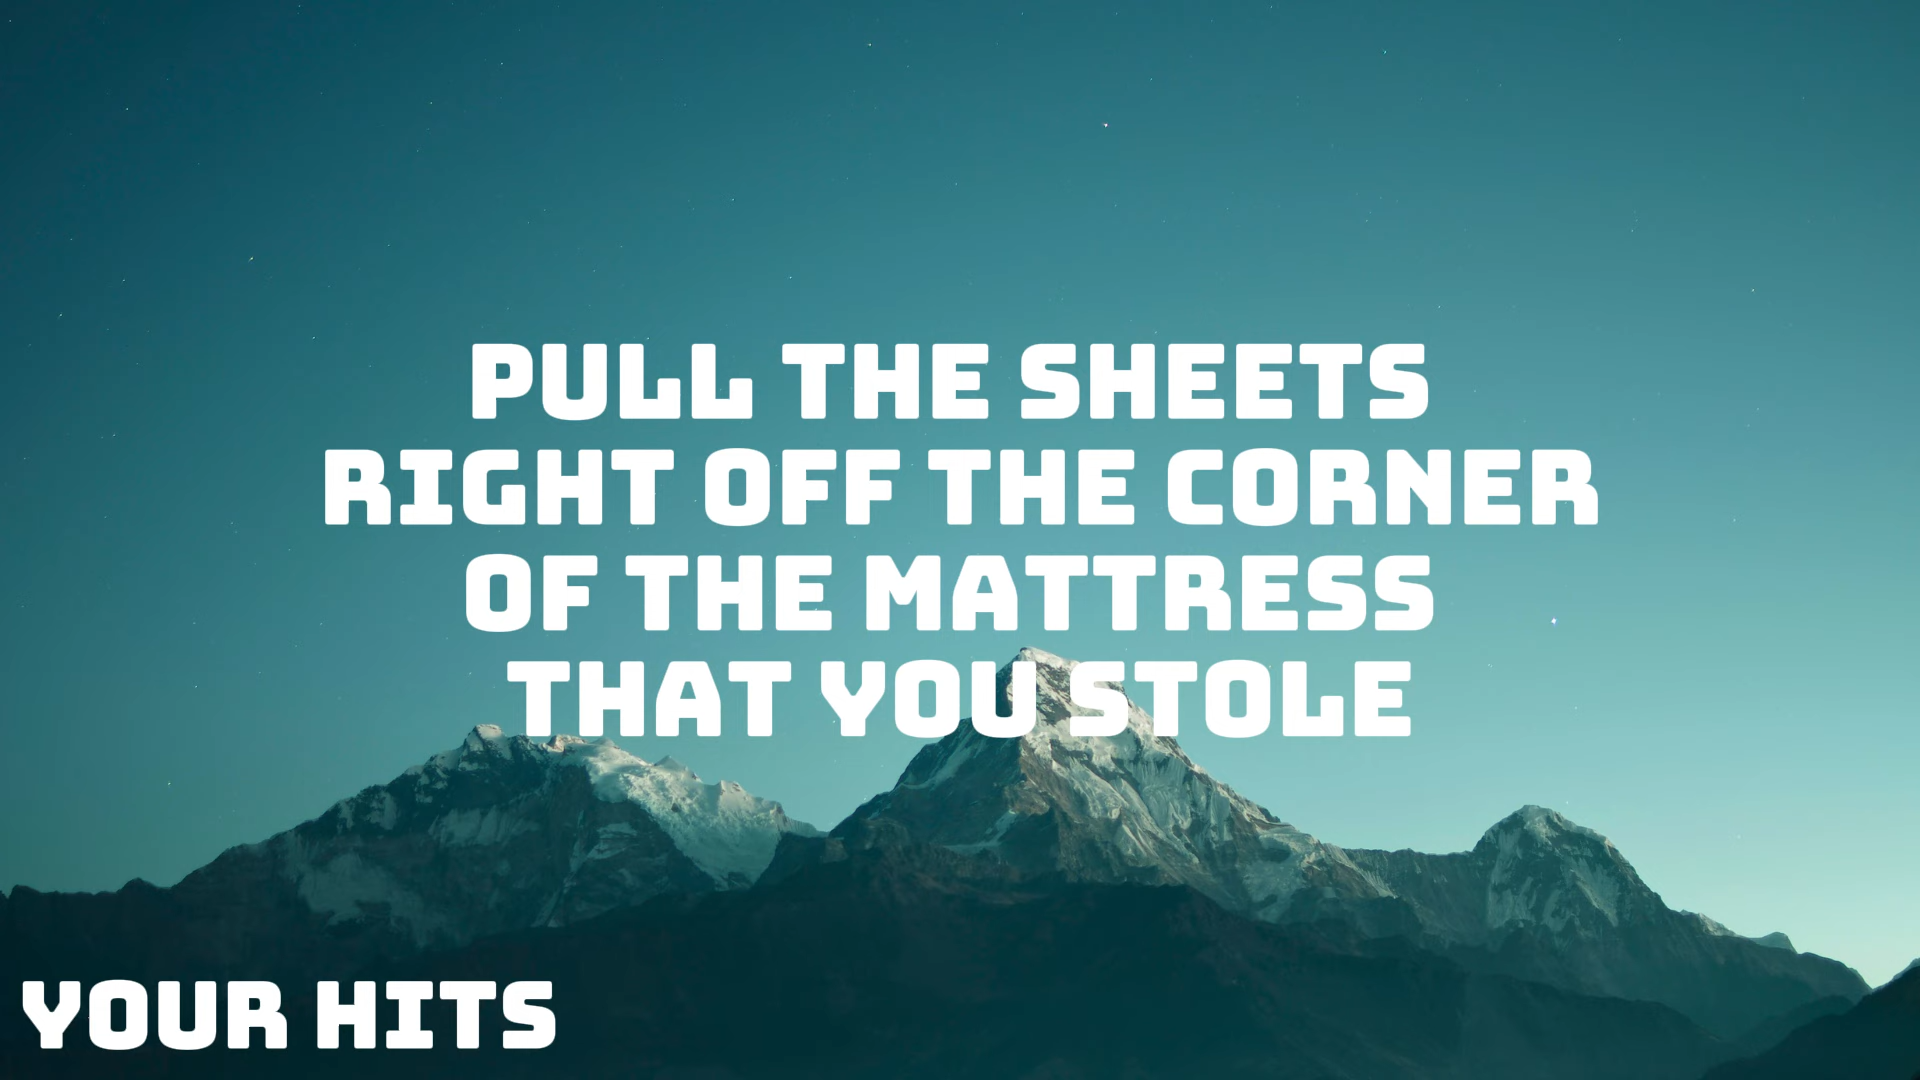 PULL THE SHEETS
RIGHT OFF THE CORNER
OF THE MATTRESS
THAT YOU STOLE
YOUR HITS